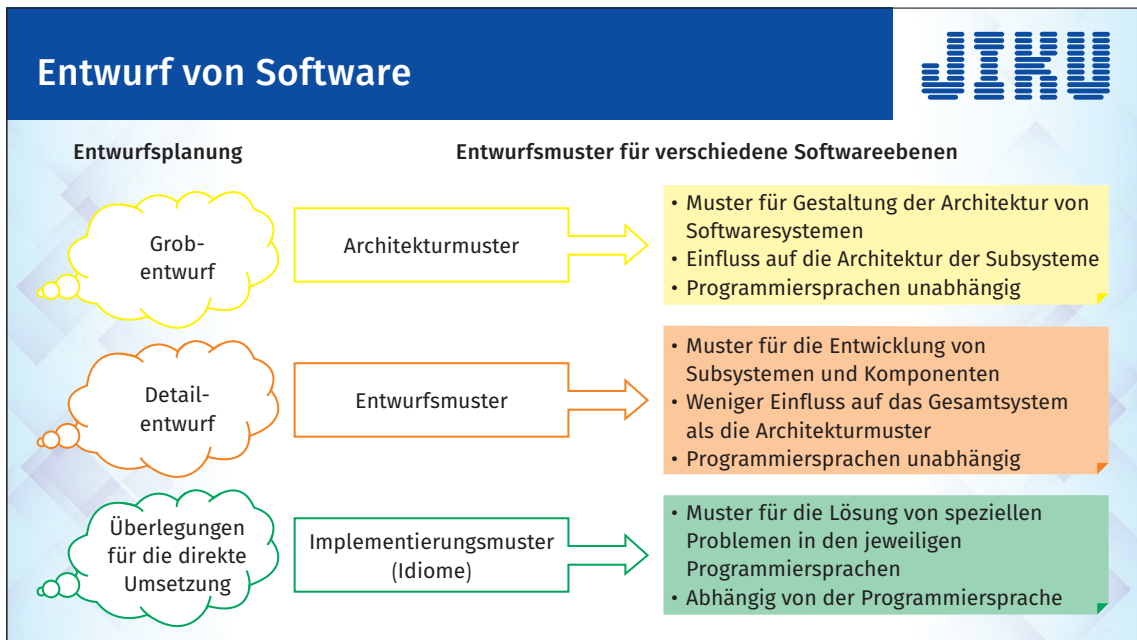 Entwurf von Software
JIKU
Entwurfsplanung
Entwurfsmuster für verschiedene Softwareebenen
Grob-
entwurf
Architekturmuster
• Muster für Gestaltung der Architektur von
Softwaresystemen
• Einfluss auf die Architektur der Subsysteme
• Programmiersprachen unabhängig
Detail-
entwurf
Entwurfsmuster
• Muster für die Entwicklung von
Subsystemen und Komponenten
• Weniger Einfluss auf das Gesamtsystem
als die Architekturmuster
• Programmiersprachen unabhängig
Überlegungen
für die direkte
Umsetzung
Implementierungsmuster
(Idiome)
• Muster für die Lösung von speziellen
Problemen in den jeweiligen
Programmiersprachen
• Abhängig von der Programmiersprache